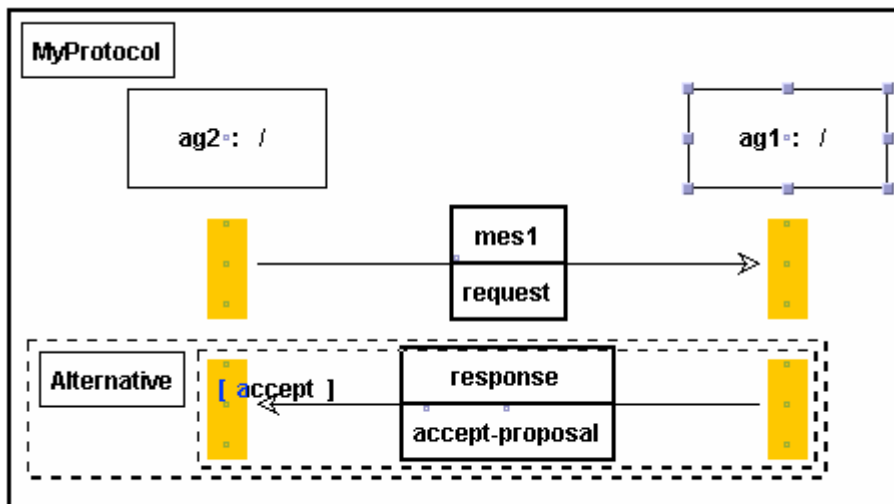 MyProtocol
ag2 : /
ag1 : /
mes1
request
Alternative
[ accept ]
response
accept-proposal